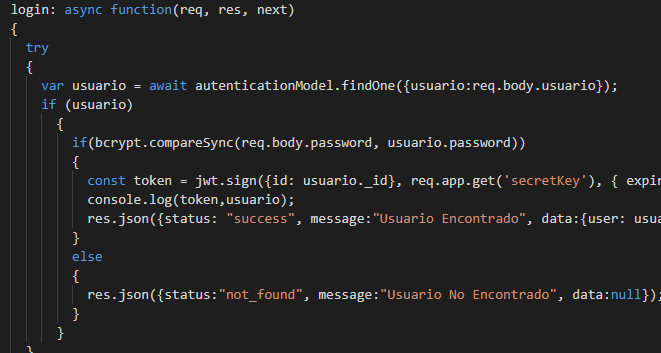 login: async function(req, res, next)
{
try
{
var usuario = await autenticationModel.findOne({usuario:req.body.usuario});
if (usuario)
{
if(bcrypt.compareSync(req.body.password, usuario.password))
{
const token = jwt.sign({id: usuario._id}, req.app.get('secretKey'), { expir
console.log(token,usuario);
res.json({status: "success", message:"Usuario Encontrado", data:{user: usua
}
else
{
res.json({status:"not_found", message:"Usuario No Encontrado", data:null});
}
}
}